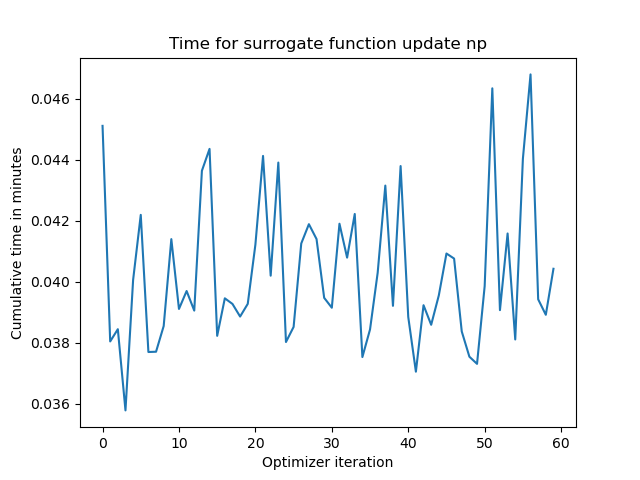 Time for surrogate function update np
Cumulative time in minutes
0.046
0.044
0.042
0.040
0.038
0.036
0 10 20 30 40 50 60
Optimizer iteration